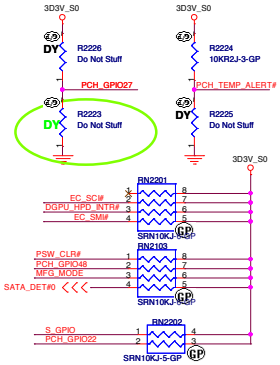 3D3V_S0
3D3V_S0
R2226
Do Not Stuff
DY
R2224
10KR2J-3-GP
PCH_GPIO27
PCH_TEMP_ALERT#
R2223
Do Not Stuff
DY
R2225
Do Not Stuff
DY
3D3V_S0
RN2201
1
8
EC_SCI#
2
7
DGPU_HPD_INTR#
3
6
EC_SMI#
4
5
SRN10KJ-6-GP
GP
RN2103
PSW_CLR#
1
8
PCH_GPIO48
2
7
MFG_MODE
3
6
SATA_DET#0
4
5
SRN10KJ-6-GP
GP
RN2202
S_GPIO
1
4
PCH_GPIO22
2
3
SRN10KJ-5-GP
GP